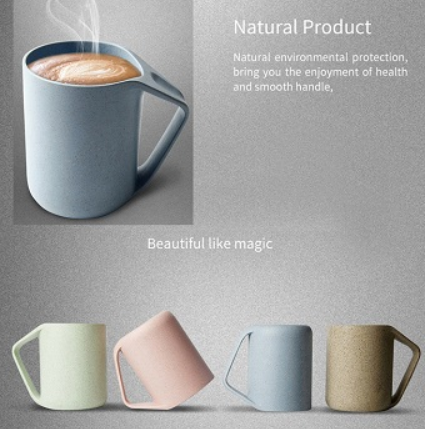 Natural Product
Natural environmental protection,
bring you the enjoyment of health
and smooth handle,
Beautiful like magic